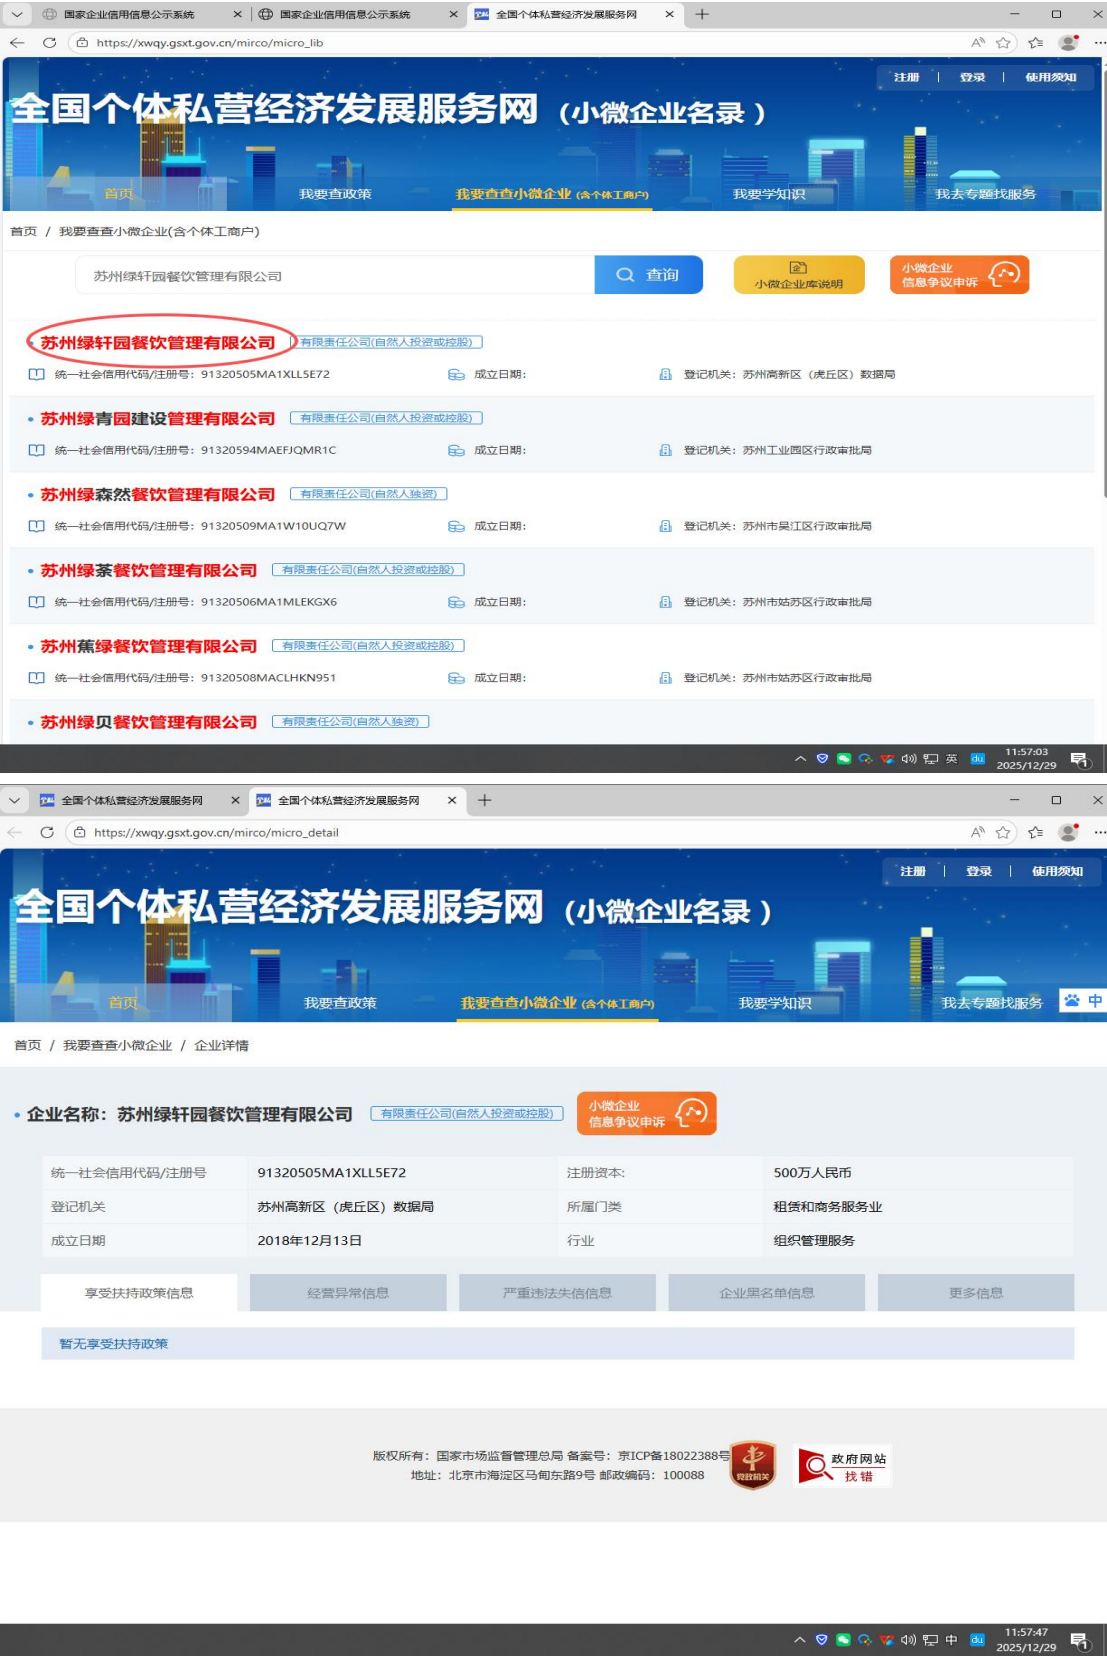 国家企业信用信息公示系统 国家企业信用信息公示系统 全国个体私营经济发展服务网
https://xwqy.gsxt.gov.cn/mirco/micro_lib
注册 | 登录 | 使用须知
全国个体私营经济发展服务网（小微企业名录）
首页 我要查政策 我要查查小微企业 (含个体工商户) 我要学知识 我去专题找服务
首页 / 我要查查小微企业(含个体工商户)
苏州绿轩园餐饮管理有限公司 查询 小微企业库说明 小微企业 信息争议申诉
苏州绿轩园餐饮管理有限公司 有限责任公司(自然人投资或控股)
统一社会信用代码/注册号：91320505MA1XLL5E72 成立日期： 登记机关：苏州高新区（虎丘区）数据局
苏州绿青园建设管理有限公司 有限责任公司(自然人投资或控股)
统一社会信用代码/注册号：91320594MAEFJQMR1C 成立日期： 登记机关：苏州工业园区行政审批局
苏州绿森然餐饮管理有限公司 有限责任公司(自然人独资)
统一社会信用代码/注册号：91320509MA1W10UQ7W 成立日期： 登记机关：苏州市吴江区行政审批局
苏州绿荼餐饮管理有限公司 有限责任公司(自然人投资或控股)
统一社会信用代码/注册号：91320506MA1MLEKGX6 成立日期： 登记机关：苏州市姑苏区行政审批局
苏州蕉绿餐饮管理有限公司 有限责任公司(自然人投资或控股)
统一社会信用代码/注册号：91320508MACLHKN951 成立日期： 登记机关：苏州市姑苏区行政审批局
苏州绿贝餐饮管理有限公司 有限责任公司(自然人独资)
英 du 11:57:03
2025/12/29
全国个体私营经济发展服务网 全国个体私营经济发展服务网
https://xwqy.gsxt.gov.cn/mirco/micro_detail
注册 | 登录 | 使用须知
全国个体私营经济发展服务网（小微企业名录）
首页 我要查政策 我要查查小微企业 (含个体工商户) 我要学知识 我去专题找服务 中
首页 / 我要查查小微企业 / 企业详情
企业名称：苏州绿轩园餐饮管理有限公司 有限责任公司(自然人投资或控股) 小微企业 信息争议申诉
统一社会信用代码/注册号 91320505MA1XLL5E72 注册资本: 500万人民币
登记机关 苏州高新区（虎丘区）数据局 所属门类 租赁和商务服务业
成立日期 2018年12月13日 行业 组织管理服务
享受扶持政策信息 经营异常信息 严重违法失信信息 企业黑名单信息 更多信息
暂无享受扶持政策
版权所有：国家市场监督管理总局 备案号：京ICP备18022388号
地址：北京市海淀区马甸东路9号 邮政编码：100088
党政机关
政府网站
找错
中 du 11:57:47
2025/12/29